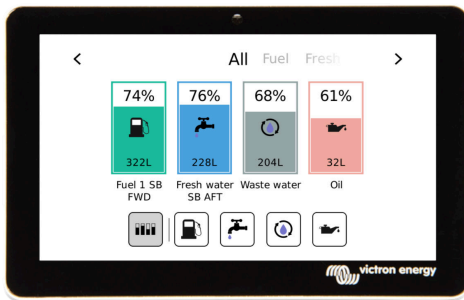 All Fuel Fresh
74% 76% 68% 61%
322L 228L 204L 32L
Fuel 1 SB Fresh water Waste water Oil
FWD SB AFT
victron energy